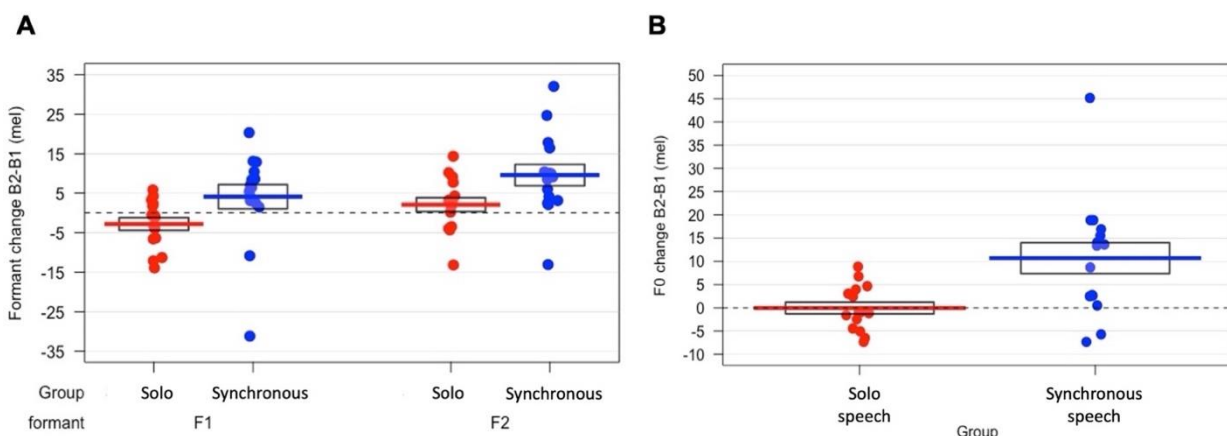 A
Formant change B2-B1 (mel)
35
25
15
5
-5
-15
-25
-35
Group Solo Synchronous Solo Synchronous
formant F1 F2
B
F0 change B2-B1 (mel)
50
45
40
35
30
25
20
15
10
5
0
-5
-10
Solo speech
Synchronous speech
Group